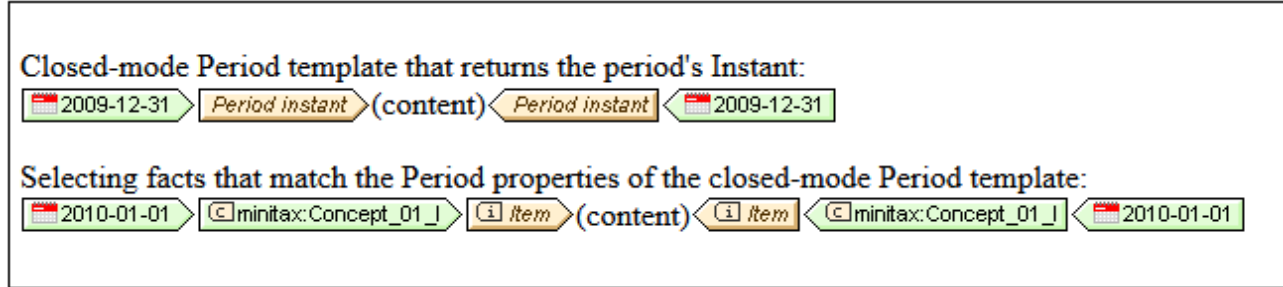 Closed-mode Period template that returns the period's Instant:
2009-12-31 Period instant (content) Period instant 2009-12-31
Selecting facts that match the Period properties of the closed-mode Period template:
2010-01-01 C minitax:Concept_01_I i Item (content) i Item C minitax:Concept_01_I 2010-01-01